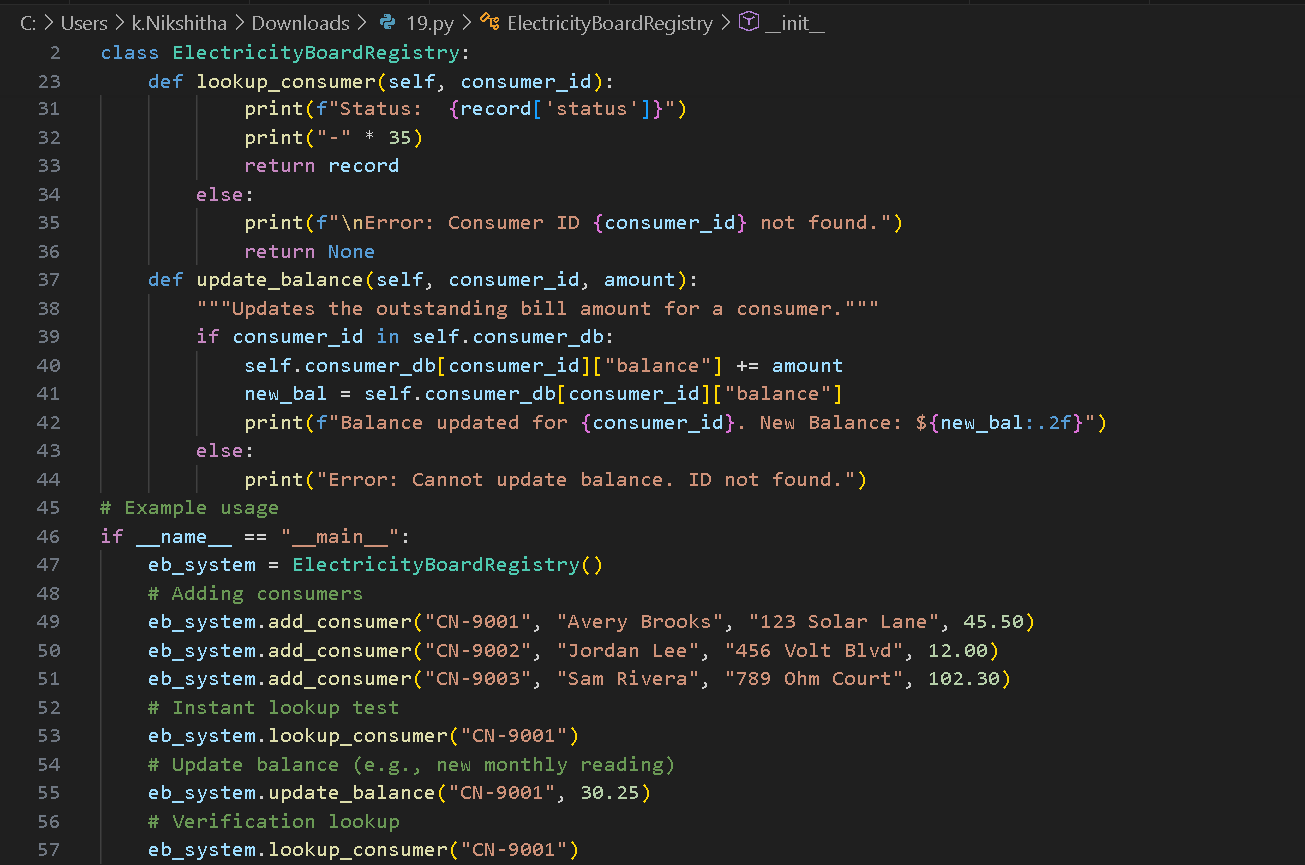 C: > Users > k.Nikshitha > Downloads > 19.py > ElectricityBoardRegistry > __init__
2 class ElectricityBoardRegistry:
23     def lookup_consumer(self, consumer_id):
31             print(f"Status:  {record['status']}")
32             print("-" * 35)
33             return record
34         else:
35             print(f"\nError: Consumer ID {consumer_id} not found.")
36             return None
37     def update_balance(self, consumer_id, amount):
38         """Updates the outstanding bill amount for a consumer."""
39         if consumer_id in self.consumer_db:
40             self.consumer_db[consumer_id]["balance"] += amount
41             new_bal = self.consumer_db[consumer_id]["balance"]
42             print(f"Balance updated for {consumer_id}. New Balance: ${new_bal:.2f}")
43         else:
44             print("Error: Cannot update balance. ID not found.")
45 # Example usage
46 if __name__ == "__main__":
47     eb_system = ElectricityBoardRegistry()
48     # Adding consumers
49     eb_system.add_consumer("CN-9001", "Avery Brooks", "123 Solar Lane", 45.50)
50     eb_system.add_consumer("CN-9002", "Jordan Lee", "456 Volt Blvd", 12.00)
51     eb_system.add_consumer("CN-9003", "Sam Rivera", "789 Ohm Court", 102.30)
52     # Instant lookup test
53     eb_system.lookup_consumer("CN-9001")
54     # Update balance (e.g., new monthly reading)
55     eb_system.update_balance("CN-9001", 30.25)
56     # Verification lookup
57     eb_system.lookup_consumer("CN-9001")